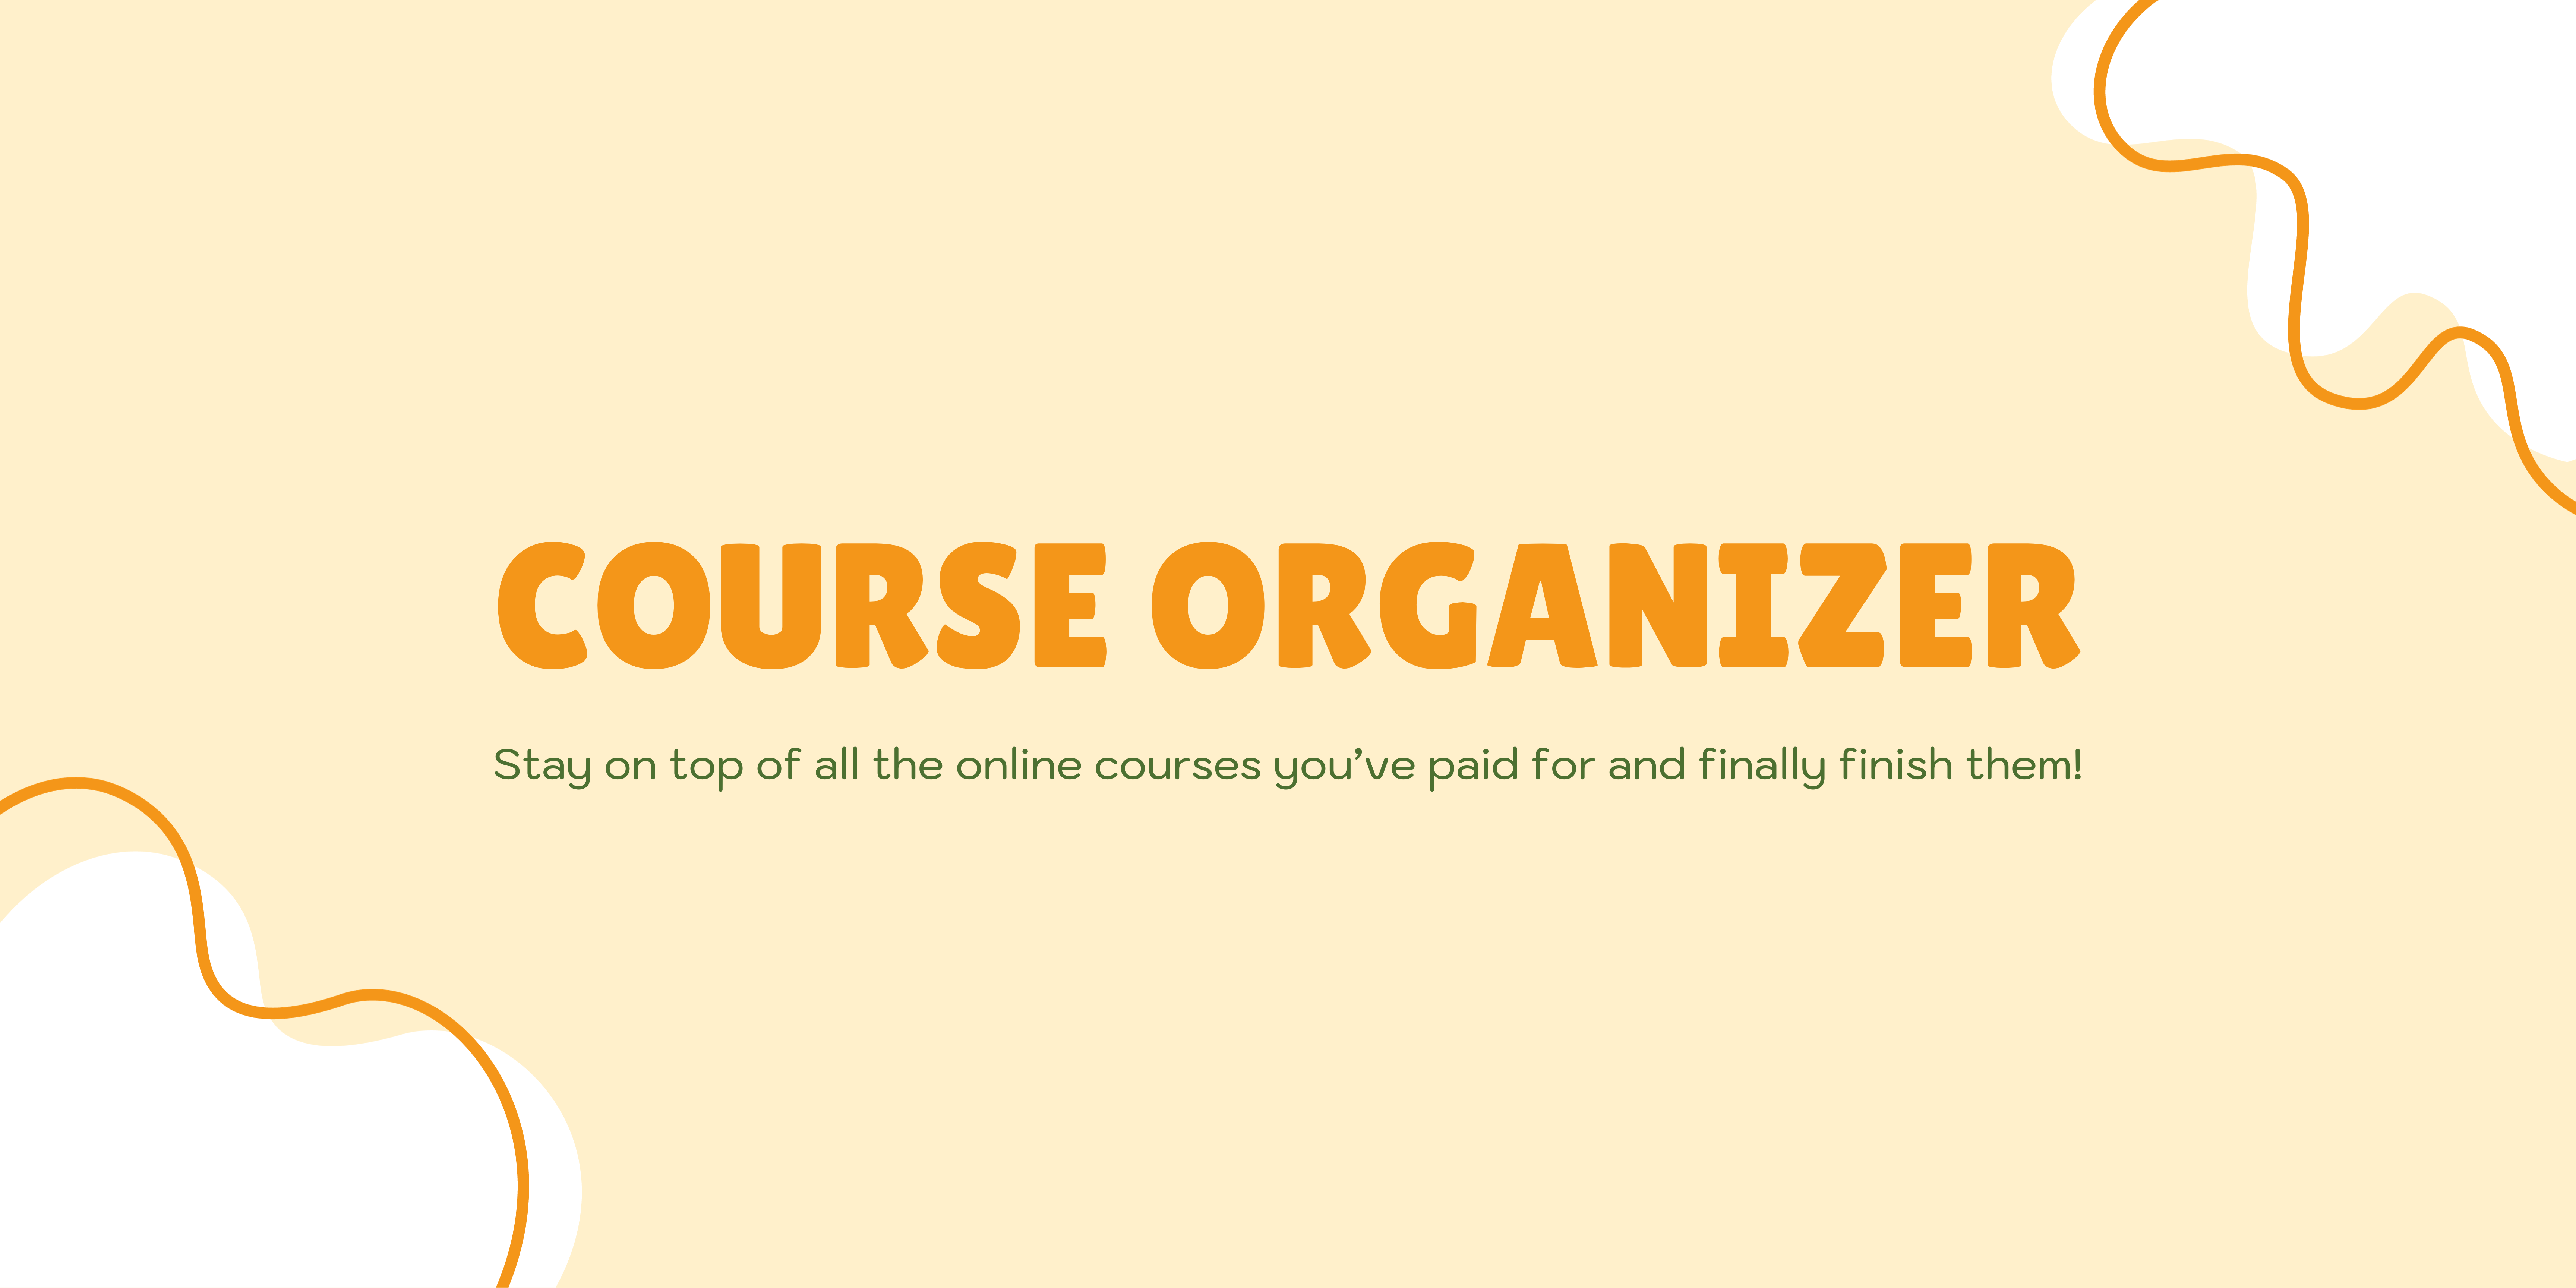 COURSE ORGANIZER
Stay on top of all the online courses you’ve paid for and finally finish them!